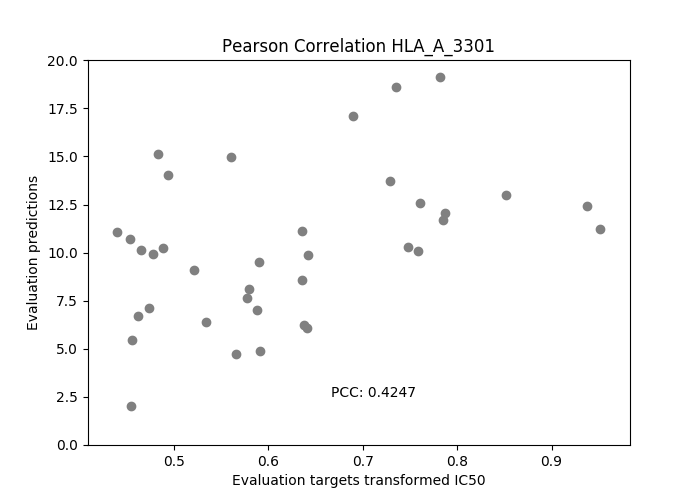 Pearson Correlation HLA_A_3301
20.0
17.5
15.0
12.5
10.0
7.5
5.0
2.5
0.0
Evaluation predictions
PCC: 0.4247
0.5 0.6 0.7 0.8 0.9
Evaluation targets transformed IC50